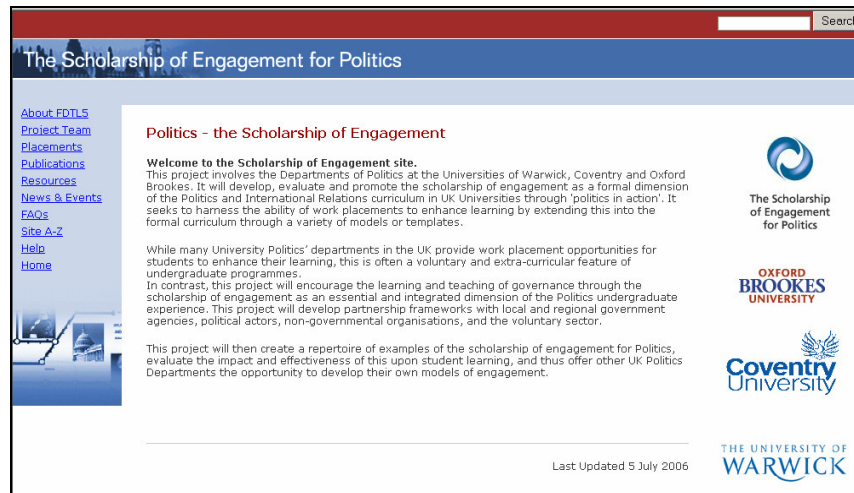 Search
The Scholarship of Engagement for Politics
About FDTL5
Project Team
Placements
Publications
Resources
News & Events
FAQs
Site A-Z
Help
Home
Politics - the Scholarship of Engagement
Welcome to the Scholarship of Engagement site.
This project involves the Departments of Politics at the Universities of Warwick, Coventry and Oxford
Brookes. It will develop, evaluate and promote the scholarship of engagement as a formal dimension
of the Politics and International Relations curriculum in UK Universities through 'politics in action'. It
seeks to harness the ability of work placements to enhance learning by extending this into the
formal curriculum through a variety of models or templates.
While many University Politics' departments in the UK provide work placement opportunities for
students to enhance their learning, this is often a voluntary and extra-curricular feature of
undergraduate programmes.
In contrast, this project will encourage the learning and teaching of governance through the
scholarship of engagement as an essential and integrated dimension of the Politics undergraduate
experience. This project will develop partnership frameworks with local and regional government
agencies, political actors, non-governmental organisations, and the voluntary sector.
This project will then create a repertoire of examples of the scholarship of engagement for Politics,
evaluate the impact and effectiveness of this upon student learning, and thus offer other UK Politics
Departments the opportunity to develop their own models of engagement.
Last Updated 5 July 2006
The Scholarship
of Engagement
for Politics
OXFORD
BROOKES
UNIVERSITY
Coventry
University
THE UNIVERSITY OF
WARWICK